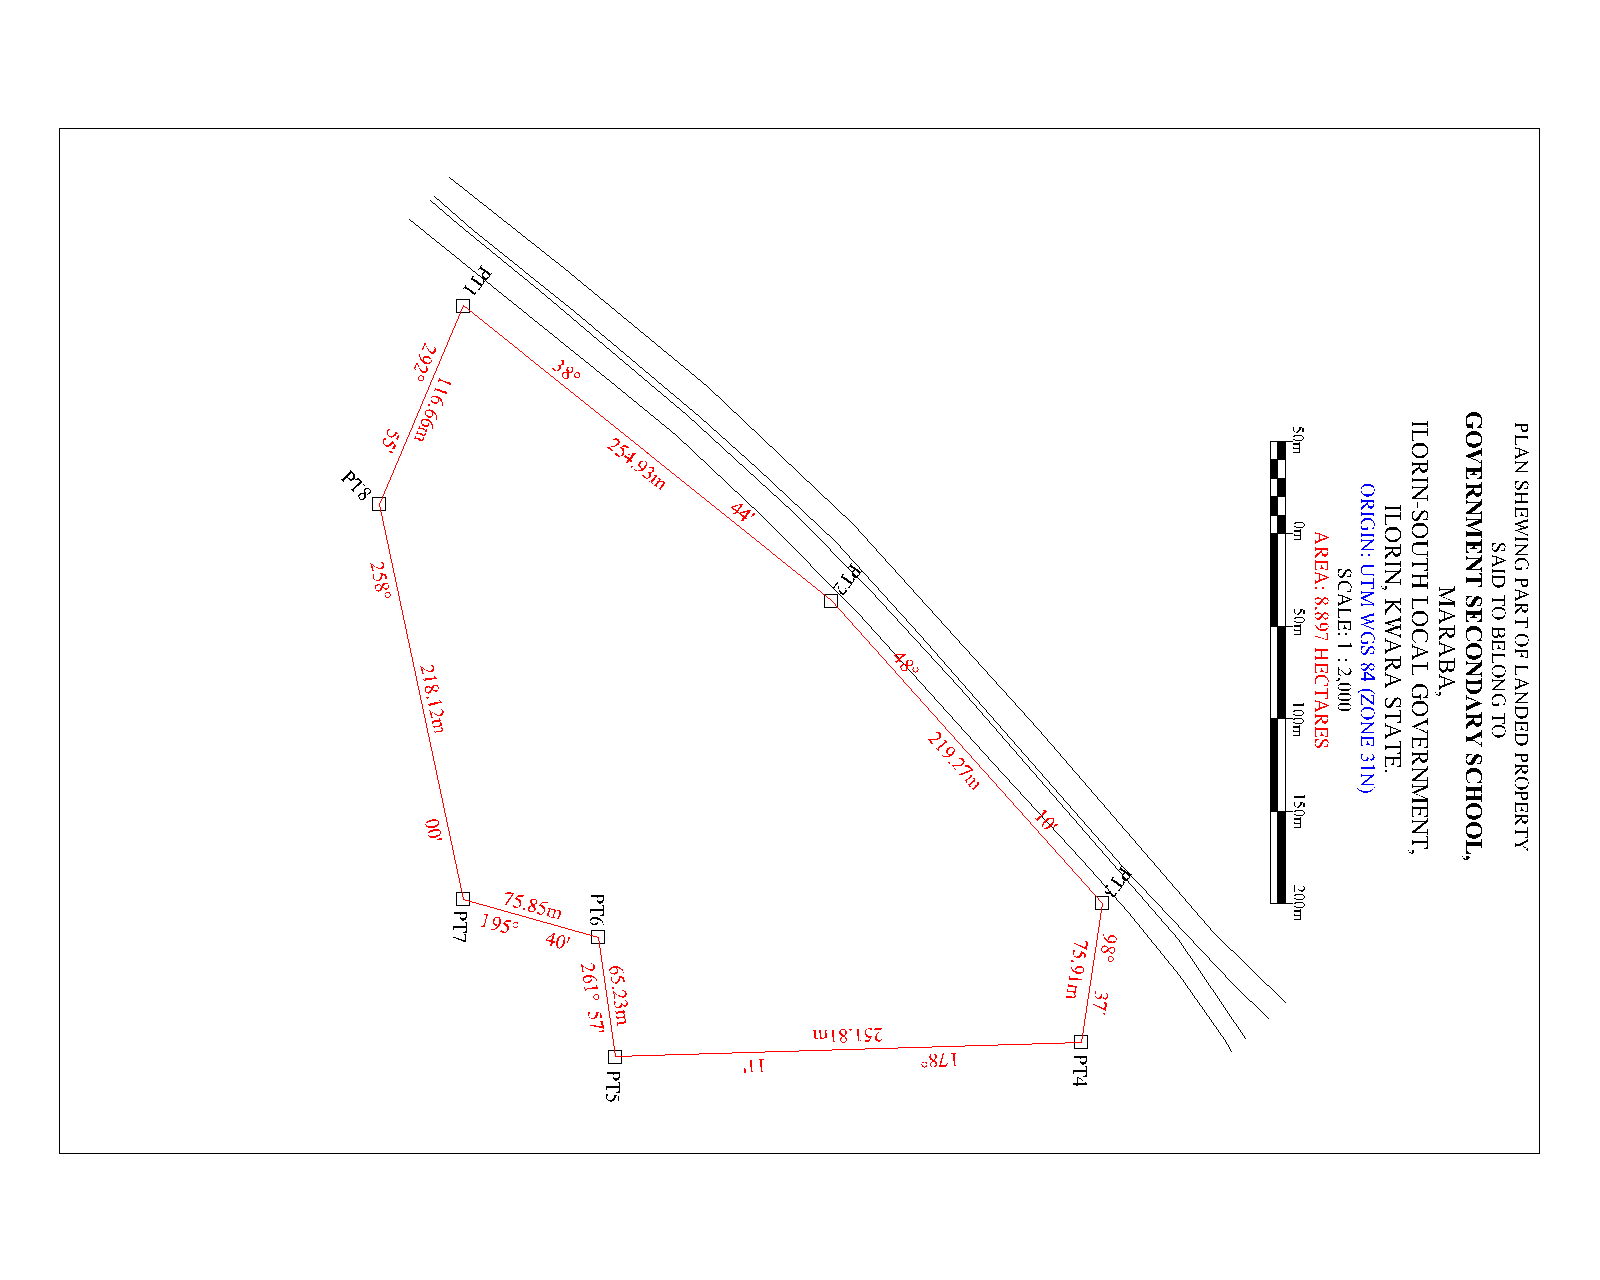 PLAN SHEWING PART OF LANDED PROPERTY
SAID TO BELONG TO
GOVERNMENT SECONDARY SCHOOL,
MARABA,
ILORIN-SOUTH LOCAL GOVERNMENT,
ILORIN, KWARA STATE.
ORIGIN: UTM WGS 84 (ZONE 31N)
SCALE: 1 : 2,000
AREA: 8.897 HECTARES
50m 0m 50m 100m 150m 200m
PT1
38°
254.93m
44'
PT2
48°
219.27m
10'
PT3
98°
37'
75.91m
PT4
178°
11'
251.81m
PT5
261° 57'
65.23m
PT6
195°
40'
75.85m
PT7
258°
00'
218.12m
PT8
292°
55'
116.66m